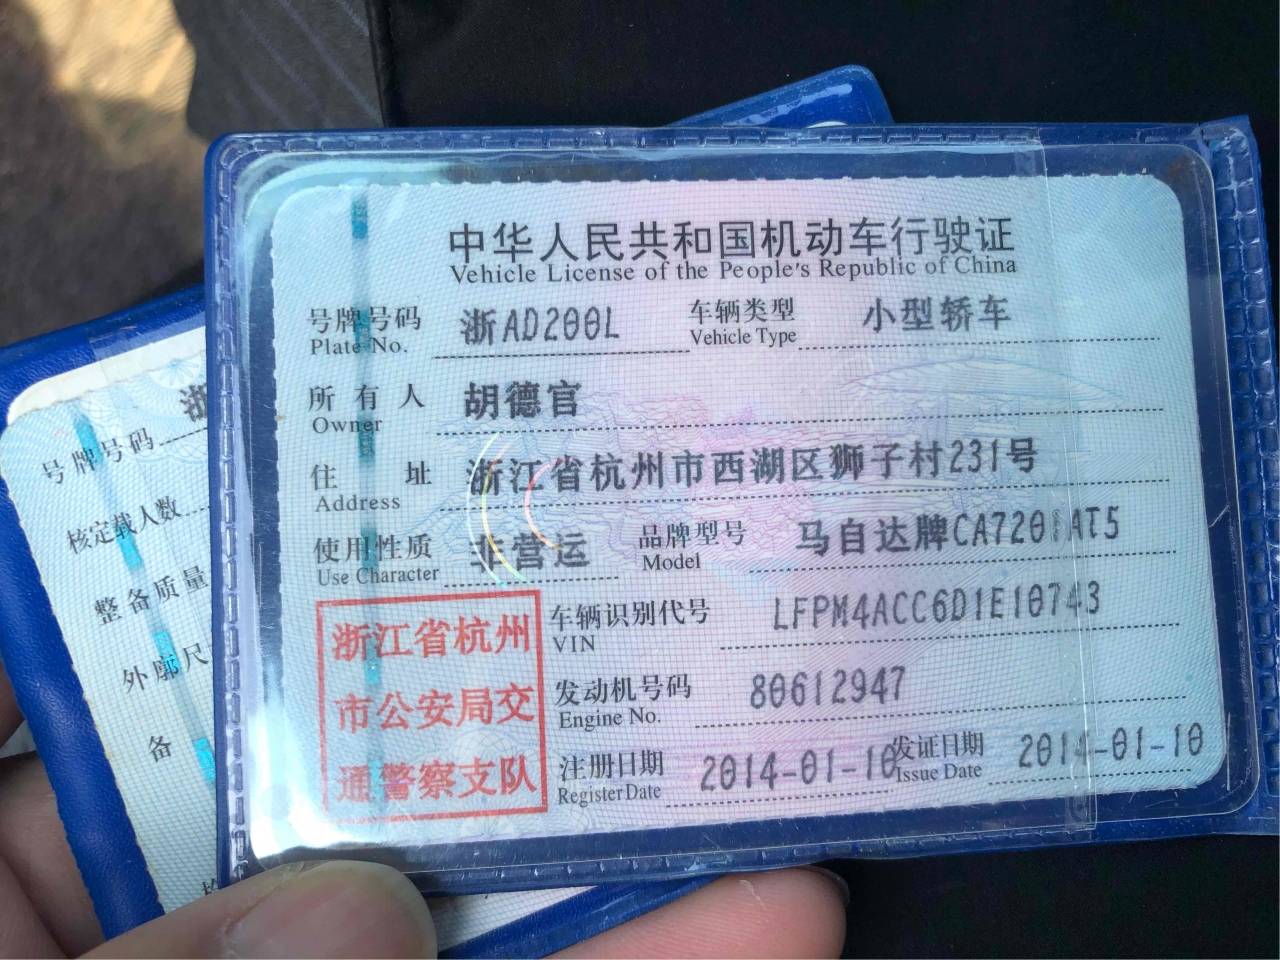 中华人民共和国机动车行驶证
Vehicle License of the People's Republic of China
号牌号码 浙AD200L 车辆类型 小型轿车
Plate No. Vehicle Type
所有人 胡德官
Owner
住址 浙江省杭州市西湖区狮子村231号
Address
使用性质 非营运 品牌型号 马自达牌CA7201AT5
Use Character Model
浙江省杭州
市公安局交
通警察支队
车辆识别代号 LFPM4ACC6D1E10743
VIN
发动机号码 80612947
Engine No.
注册日期 2014-01-10 发证日期 2014-01-10
Register Date Issue Date
号牌号码 浙
核定载人数
整备质量
外廓尺
备